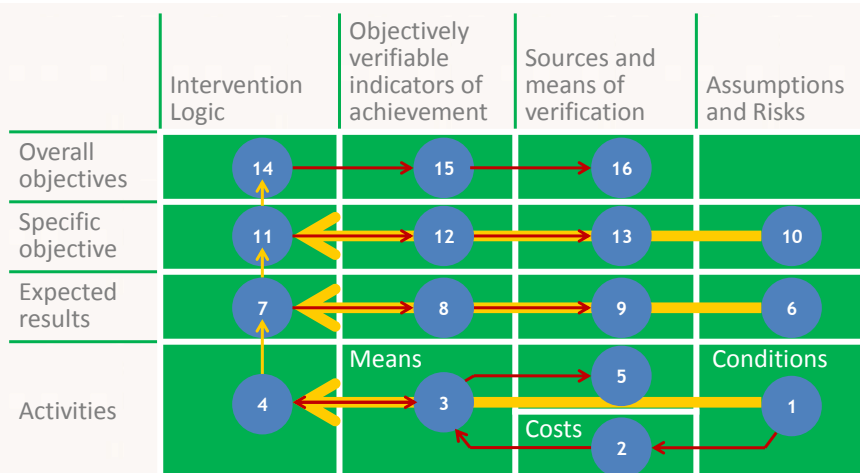 Intervention
Logic
Objectively
verifiable
indicators of
achievement
Sources and
means of
verification
Assumptions
and Risks
Overall
objectives
14
15
16
Specific
objective
11
12
13
10
Expected
results
7
8
9
6
Activities
Means
Conditions
4
3
5
1
Costs
2